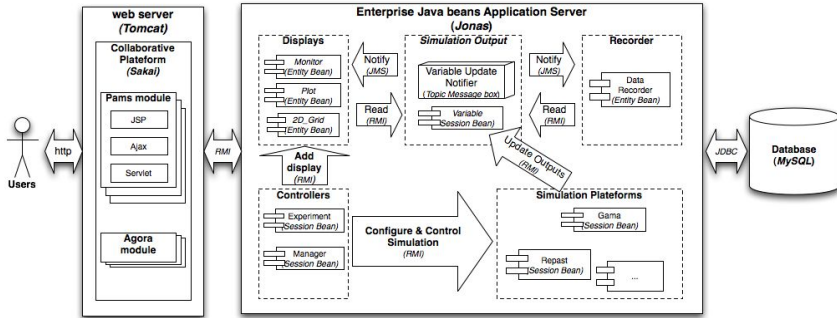 web server
(Tomcat)
Collaborative
Plateform
(Sakai)
Pams module
JSP
Ajax
Servlet
Agora
module
Users
http
RMI
Enterprise Java beans Application Server
(Jonas)
Displays
Monitor
(Entity Bean)
Plot
(Entity Bean)
2D_Grid
(Entity Bean)
Notify
(JMS)
Read
(RMI)
Simulation Output
Variable Update
Notifier
(Topic Message box)
Variable
(Session Bean)
Notify
(JMS)
Read
(RMI)
Recorder
Data
Recorder
(Entity Bean)
Add
display
(RMI)
Update Outputs
(RMI)
Controllers
Experiment
(Session Bean)
Manager
(Session Bean)
Configure & Control
Simulation
(RMI)
Simulation Plateforms
Gama
(Session Bean)
Repast
(Session Bean)
...
JDBC
Database
(MySQL)